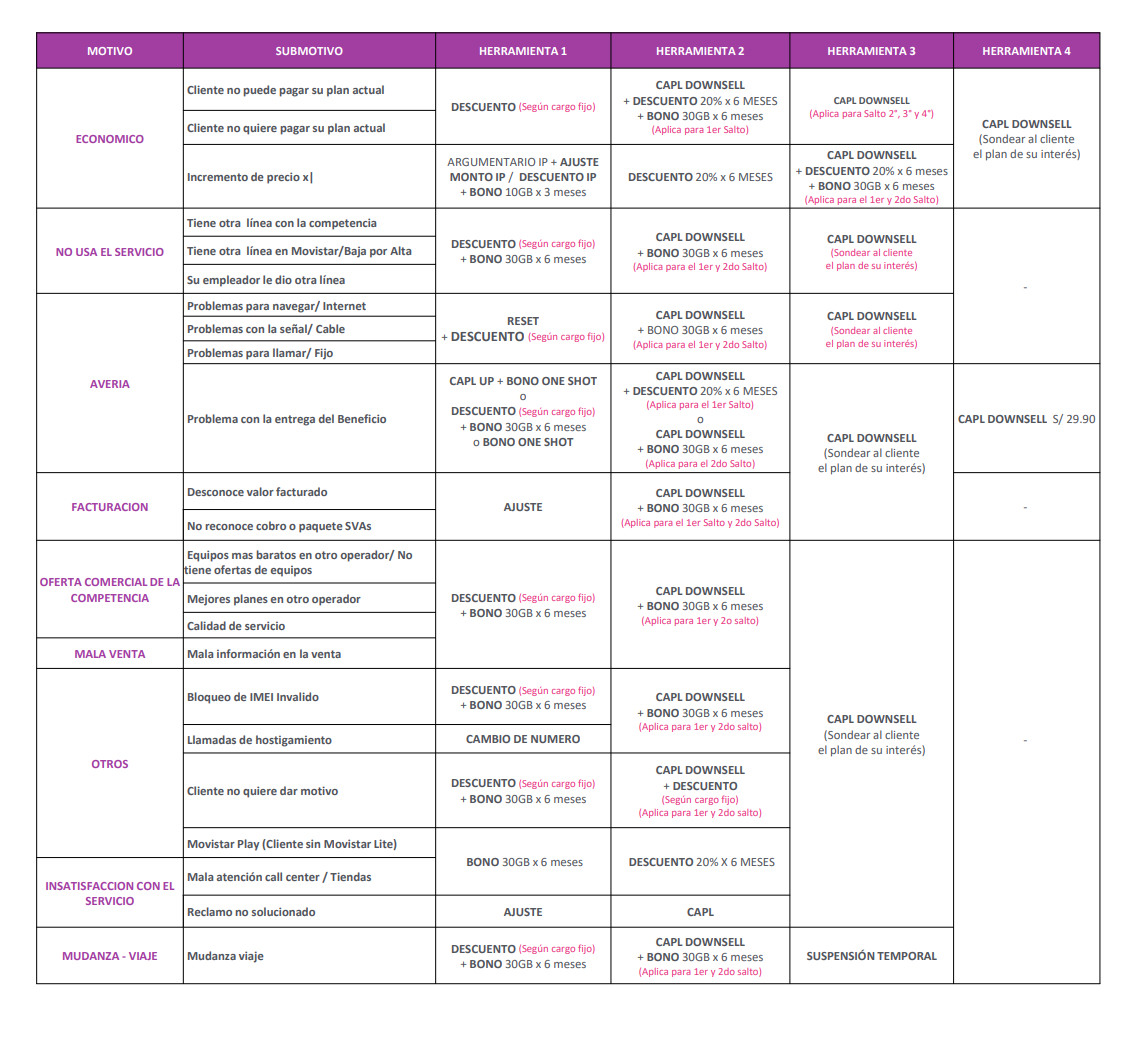 MOTIVO
SUBMOTIVO
HERRAMIENTA 1
HERRAMIENTA 2
HERRAMIENTA 3
HERRAMIENTA 4
ECONOMICO
Cliente no puede pagar su plan actual
Cliente no quiere pagar su plan actual
DESCUENTO (Según cargo fijo)
CAPL DOWNSELL
+ DESCUENTO 20% x 6 MESES
+ BONO 30GB x 6 meses
(Aplica para 1er Salto)
CAPL DOWNSELL
(Aplica para Salto 2°, 3° y 4°)
CAPL DOWNSELL
(Sondear al cliente
el plan de su interés)
Incremento de precio x|
ARGUMENTARIO IP + AJUSTE
MONTO IP / DESCUENTO IP
+ BONO 10GB x 3 meses
DESCUENTO 20% x 6 MESES
CAPL DOWNSELL
+ DESCUENTO 20% x 6 meses
+ BONO 30GB x 6 meses
(Aplica para el 1er y 2do Salto)
NO USA EL SERVICIO
Tiene otra línea con la competencia
Tiene otra línea en Movistar/Baja por Alta
Su empleador le dio otra línea
DESCUENTO (Según cargo fijo)
+ BONO 30GB x 6 meses
CAPL DOWNSELL
+ BONO 30GB x 6 meses
(Aplica para el 1er y 2do Salto)
CAPL DOWNSELL
(Sondear al cliente
el plan de su interés)
-
AVERIA
Problemas para navegar/ Internet
Problemas con la señal/ Cable
Problemas para llamar/ Fijo
RESET
+ DESCUENTO (Según cargo fijo)
CAPL DOWNSELL
+ BONO 30GB x 6 meses
(Aplica para el 1er y 2do Salto)
CAPL DOWNSELL
(Sondear al cliente
el plan de su interés)
Problema con la entrega del Beneficio
CAPL UP + BONO ONE SHOT
o
DESCUENTO (Según cargo fijo)
+ BONO 30GB x 6 meses
o BONO ONE SHOT
CAPL DOWNSELL
+ DESCUENTO 20% x 6 MESES
(Aplica para el 1er Salto)
o
CAPL DOWNSELL
+ BONO 30GB x 6 meses
(Aplica para el 2do Salto)
CAPL DOWNSELL
(Sondear al cliente
el plan de su interés)
CAPL DOWNSELL S/ 29.90
FACTURACION
Desconoce valor facturado
No reconoce cobro o paquete SVAs
AJUSTE
CAPL DOWNSELL
+ BONO 30GB x 6 meses
(Aplica para el 1er Salto y 2do Salto)
-
OFERTA COMERCIAL DE LA
COMPETENCIA
Equipos mas baratos en otro operador/ No
tiene ofertas de equipos
Mejores planes en otro operador
Calidad de servicio
DESCUENTO (Según cargo fijo)
+ BONO 30GB x 6 meses
CAPL DOWNSELL
+ BONO 30GB x 6 meses
(Aplica para 1er y 2o salto)
MALA VENTA
Mala información en la venta
OTROS
Bloqueo de IMEI Invalido
DESCUENTO (Según cargo fijo)
+ BONO 30GB x 6 meses
CAPL DOWNSELL
+ BONO 30GB x 6 meses
(Aplica para 1er y 2do salto)
CAPL DOWNSELL
(Sondear al cliente
el plan de su interés)
-
Llamadas de hostigamiento
CAMBIO DE NUMERO
Cliente no quiere dar motivo
DESCUENTO (Según cargo fijo)
+ BONO 30GB x 6 meses
CAPL DOWNSELL
+ DESCUENTO
(Según cargo fijo)
(Aplica para 1er y 2do salto)
Movistar Play (Cliente sin Movistar Lite)
BONO 30GB x 6 meses
DESCUENTO 20% X 6 MESES
INSATISFACCION CON EL
SERVICIO
Mala atención call center / Tiendas
Reclamo no solucionado
AJUSTE
CAPL
MUDANZA - VIAJE
Mudanza viaje
DESCUENTO (Según cargo fijo)
+ BONO 30GB x 6 meses
CAPL DOWNSELL
+ BONO 30GB x 6 meses
(Aplica para 1er y 2do salto)
SUSPENSIÓN TEMPORAL